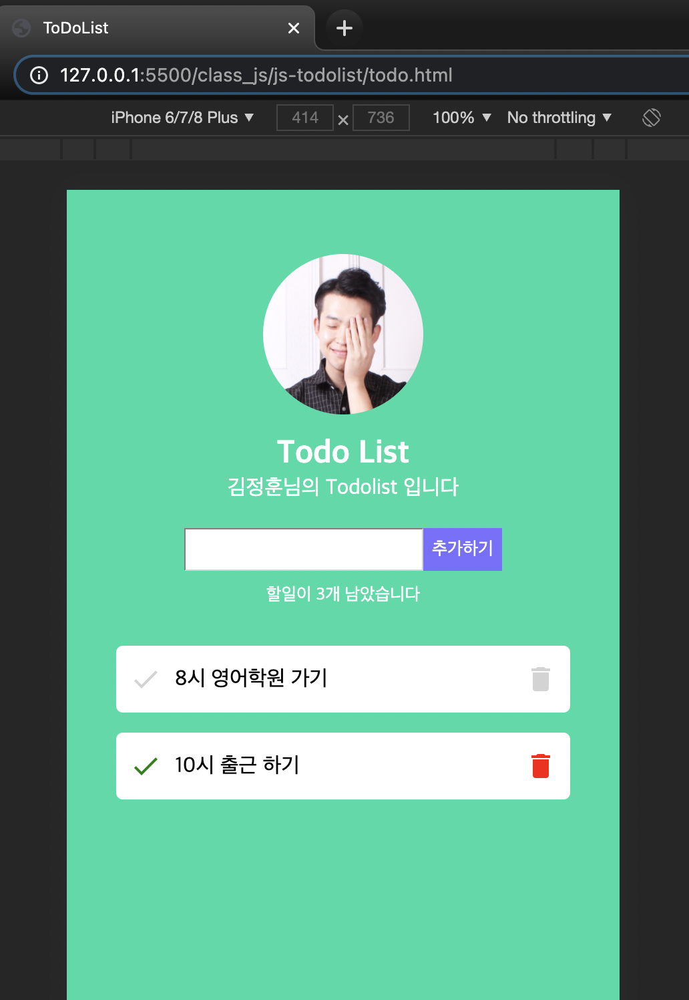 ToDoList
127.0.0.1:5500/class_js/js-todolist/todo.html
iPhone 6/7/8 Plus ▼ 414 × 736 100% ▼ No throttling ▼
Todo List
김정훈님의 Todolist 입니다
추가하기
할일이 3개 남았습니다
8시 영어학원 가기
10시 출근 하기